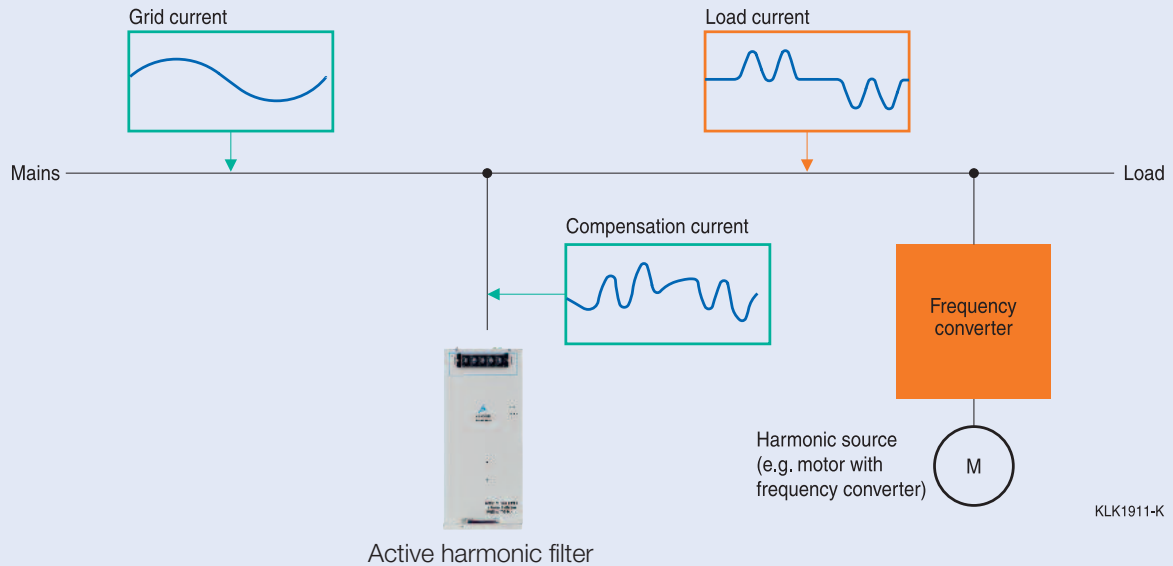 Grid current
Load current
Mains
Load
Compensation current
Frequency
converter
Harmonic source
(e.g. motor with
frequency converter)
M
KLK1911-K
Active harmonic filter